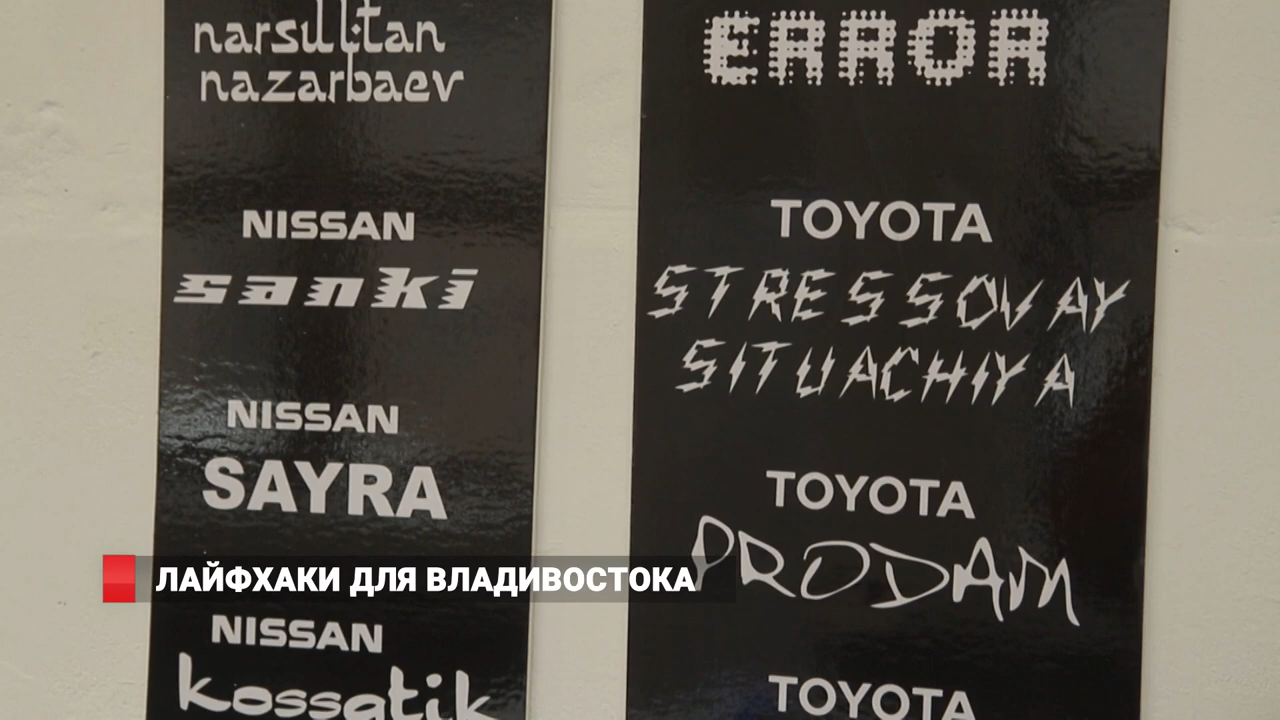 narsultan
nazarbaev
NISSAN
sanki
NISSAN
SAYRA
NISSAN
kossatik
ERROR
TOYOTA
STRESSOVAY
SITUACHIYA
TOYOTA
PRODAM
TOYOTA
ЛАЙФХАКИ ДЛЯ ВЛАДИВОСТОКА